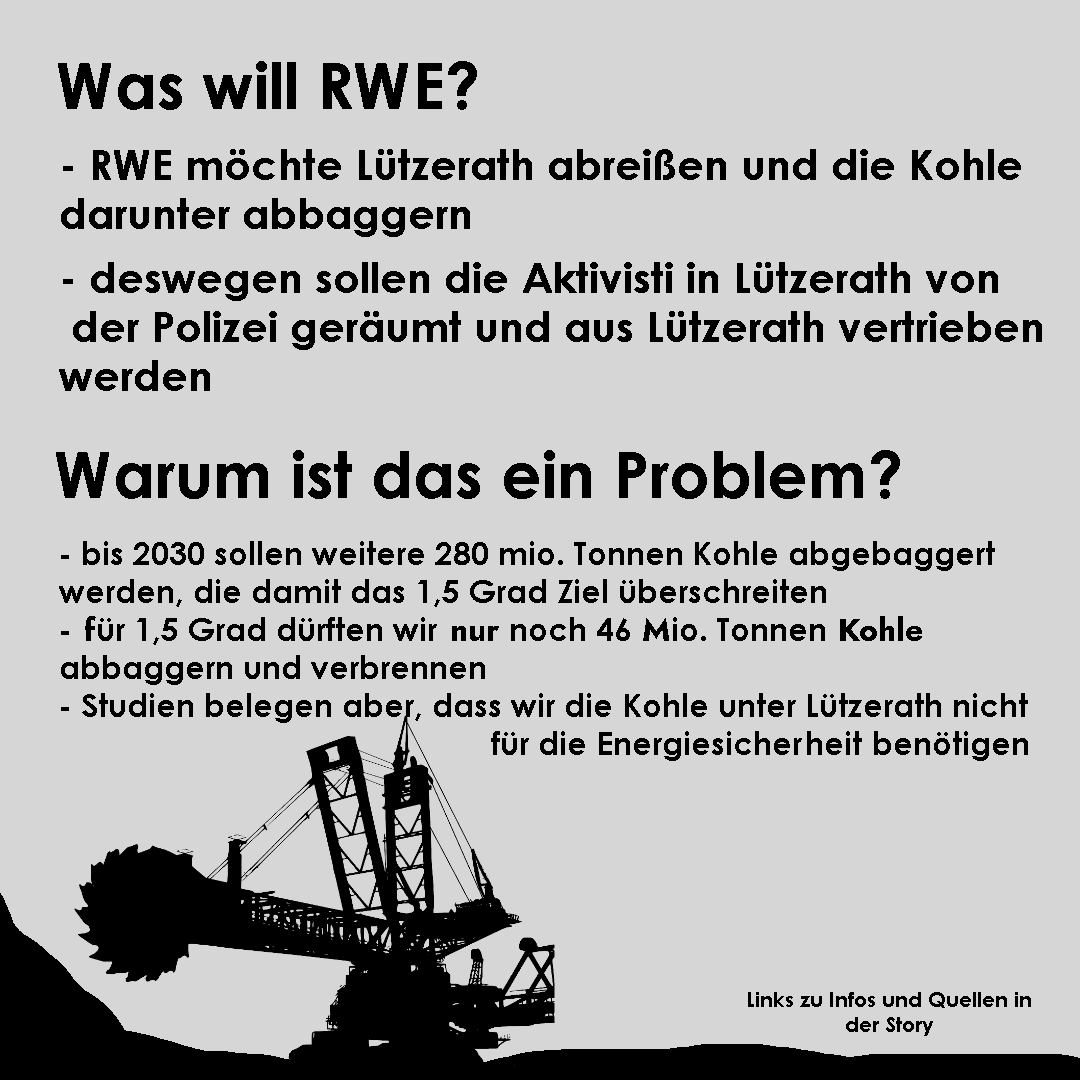 Was will RWE?
- RWE möchte Lützerath abreißen und die Kohle
darunter abbaggern
- deswegen sollen die Aktivisti in Lützerath von
der Polizei geräumt und aus Lützerath vertrieben
werden
Warum ist das ein Problem?
- bis 2030 sollen weitere 280 mio. Tonnen Kohle abgebaggert
werden, die damit das 1,5 Grad Ziel überschreiten
- für 1,5 Grad dürften wir nur noch 46 Mio. Tonnen Kohle
abbaggern und verbrennen
- Studien belegen aber, dass wir die Kohle unter Lützerath nicht
für die Energiesicherheit benötigen
Links zu Infos und Quellen in
der Story